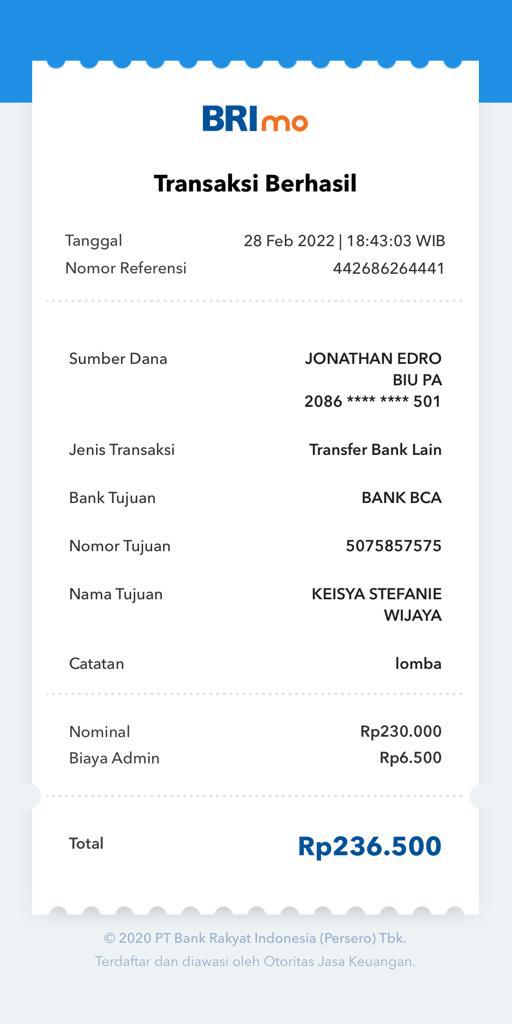 BRImo
Transaksi Berhasil
Tanggal 28 Feb 2022 | 18:43:03 WIB
Nomor Referensi 442686264441
Sumber Dana JONATHAN EDRO
BIU PA
2086 **** **** 501
Jenis Transaksi Transfer Bank Lain
Bank Tujuan BANK BCA
Nomor Tujuan 5075857575
Nama Tujuan KEISYA STEFANIE
WIJAYA
Catatan lomba
Nominal Rp230.000
Biaya Admin Rp6.500
Total Rp236.500
© 2020 PT Bank Rakyat Indonesia (Persero) Tbk.
Terdaftar dan diawasi oleh Otoritas Jasa Keuangan.